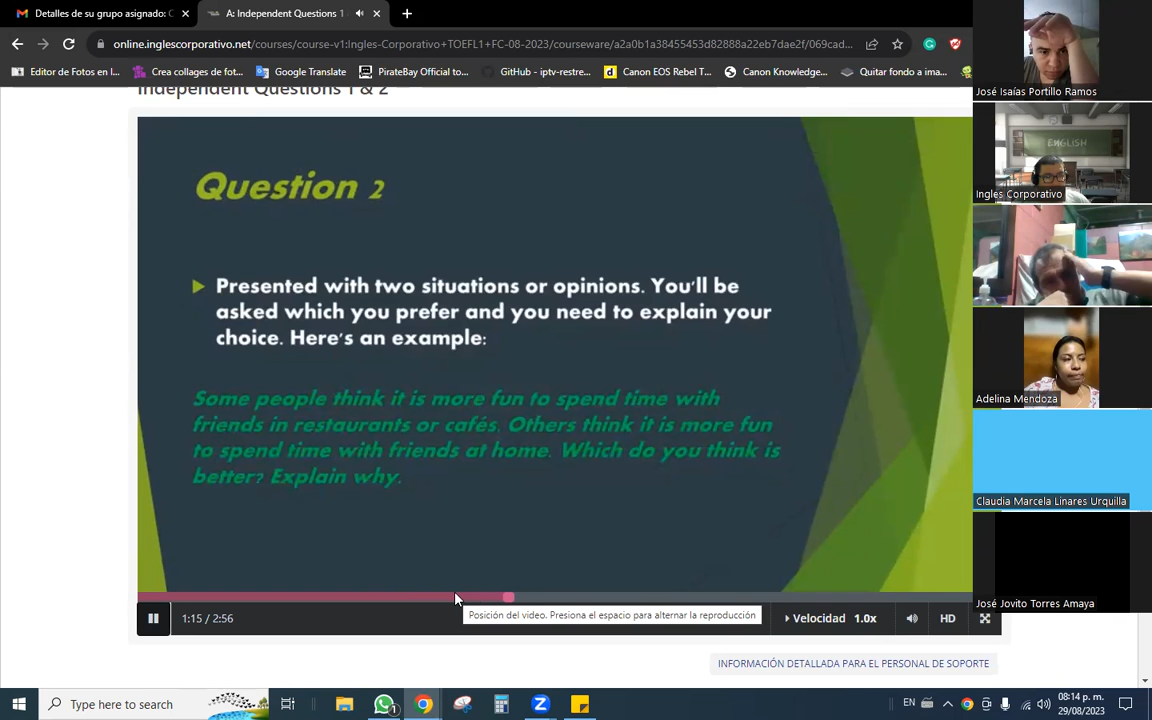 Detalles de su grupo asignado: C
A: Independent Questions 1
online.inglescorporativo.net/courses/course-v1:Ingles-Corporativo+TOEFL1+FC-08-2023/courseware/a2a0b1a38455453d82888a22eb7dae2f/069cad...
Editor de Fotos en I...
Crea collages de fot...
Google Translate
PirateBay Official to...
GitHub - iptv-restre...
Canon EOS Rebel T...
Canon Knowledge...
Quitar fondo a ima...
Independent Questions 1 & 2
Question 2
Presented with two situations or opinions. You'll be
asked which you prefer and you need to explain your
choice. Here's an example:
Some people think it is more fun to spend time with
friends in restaurants or cafés. Others think it is more fun
to spend time with friends at home. Which do you think is
better? Explain why.
Posición del video. Presiona el espacio para alternar la reproducción
1:15 / 2:56
Velocidad 1.0x
HD
INFORMACIÓN DETALLADA PARA EL PERSONAL DE SOPORTE
José Isaías Portillo Ramos
ENGLISH
Ingles Corporativo
Adelina Mendoza
Claudia Marcela Linares Urquilla
José Jovito Torres Amaya
Type here to search
1
EN
08:14 p. m.
29/08/2023